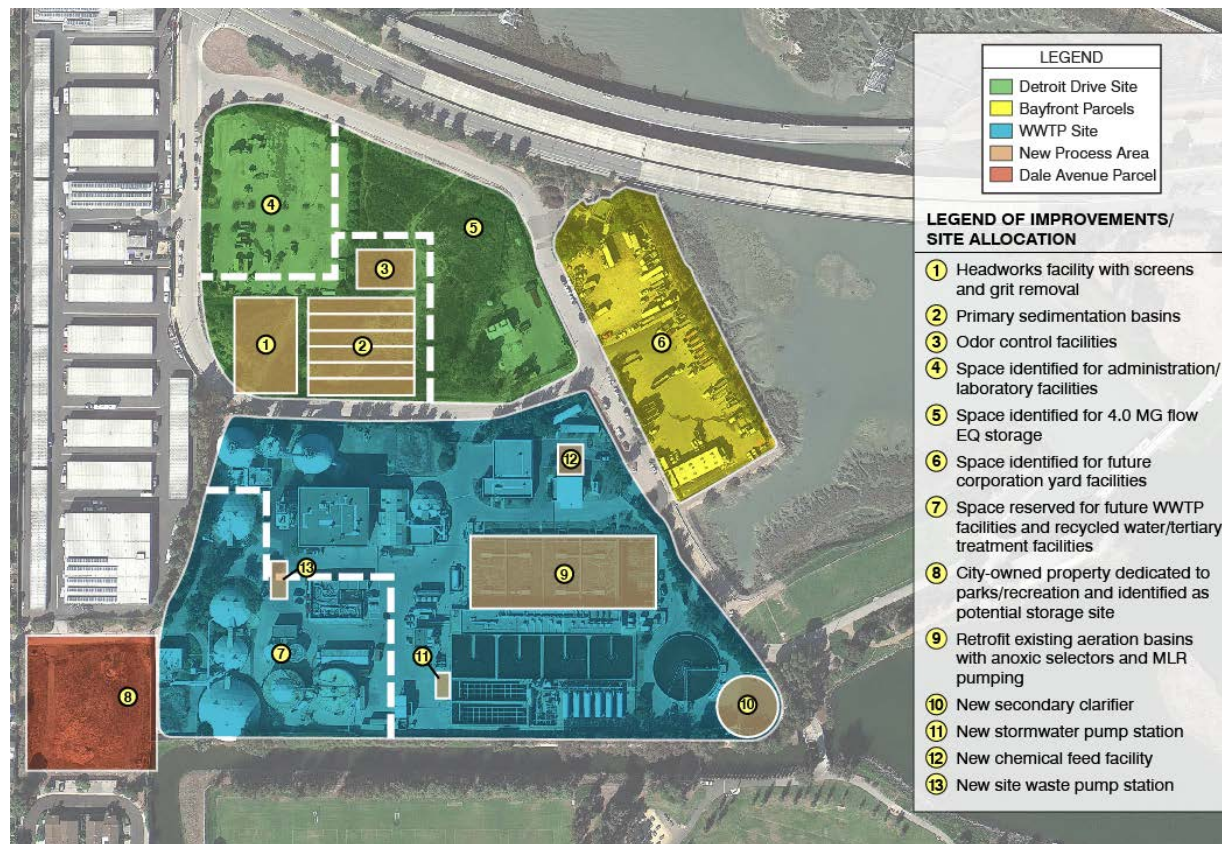 LEGEND
Detroit Drive Site
Bayfront Parcels
WWTP Site
New Process Area
Dale Avenue Parcel
LEGEND OF IMPROVEMENTS/
SITE ALLOCATION
1 Headworks facility with screens
and grit removal
2 Primary sedimentation basins
3 Odor control facilities
4 Space identified for administration/
laboratory facilities
5 Space identified for 4.0 MG flow
EQ storage
6 Space identified for future
corporation yard facilities
7 Space reserved for future WWTP
facilities and recycled water/tertiary
treatment facilities
8 City-owned property dedicated to
parks/recreation and identified as
potential storage site
9 Retrofit existing aeration basins
with anoxic selectors and MLR
pumping
10 New secondary clarifier
11 New stormwater pump station
12 New chemical feed facility
13 New site waste pump station
4
5
3
1
2
6
12
13
9
7
11
8
10